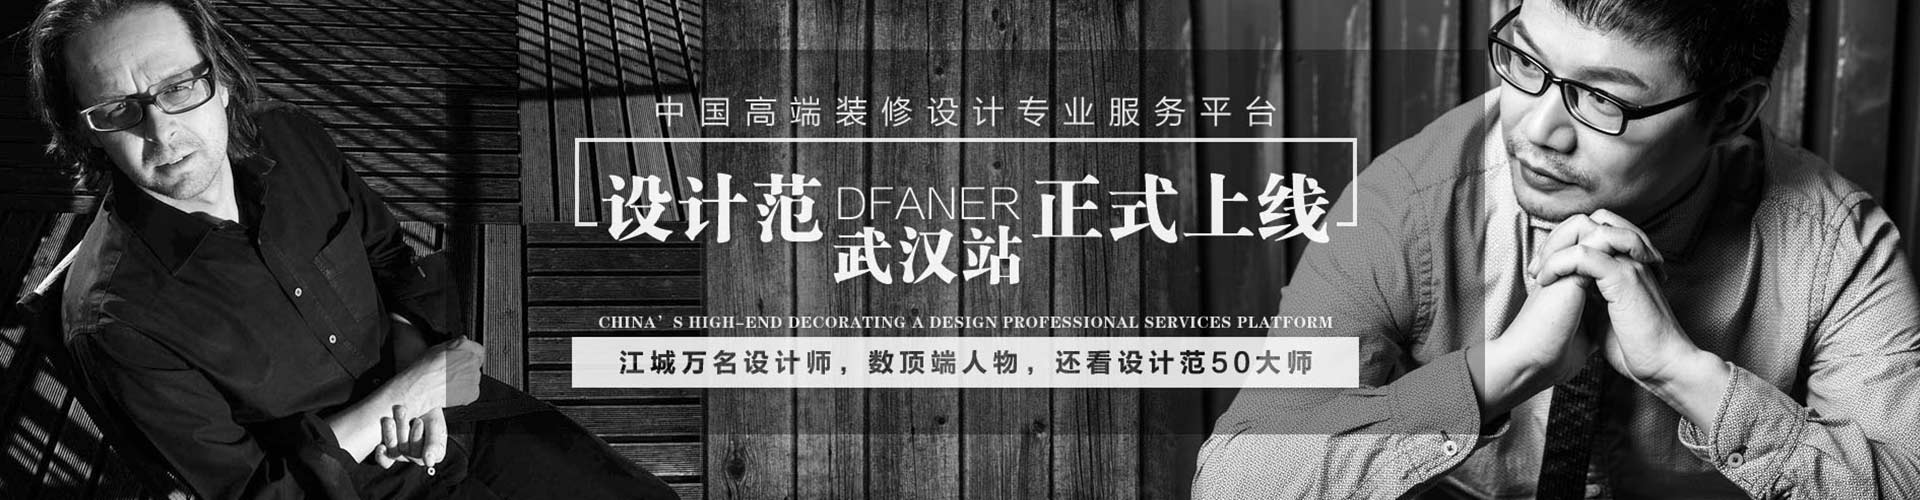 中国高端装修设计专业服务平台
设计范 DFANER 正式上线
武汉站
CHINA’S HIGH-END DECORATING A DESIGN PROFESSIONAL SERVICES PLATFORM
江城万名设计师，数顶端人物，还看设计范50大师